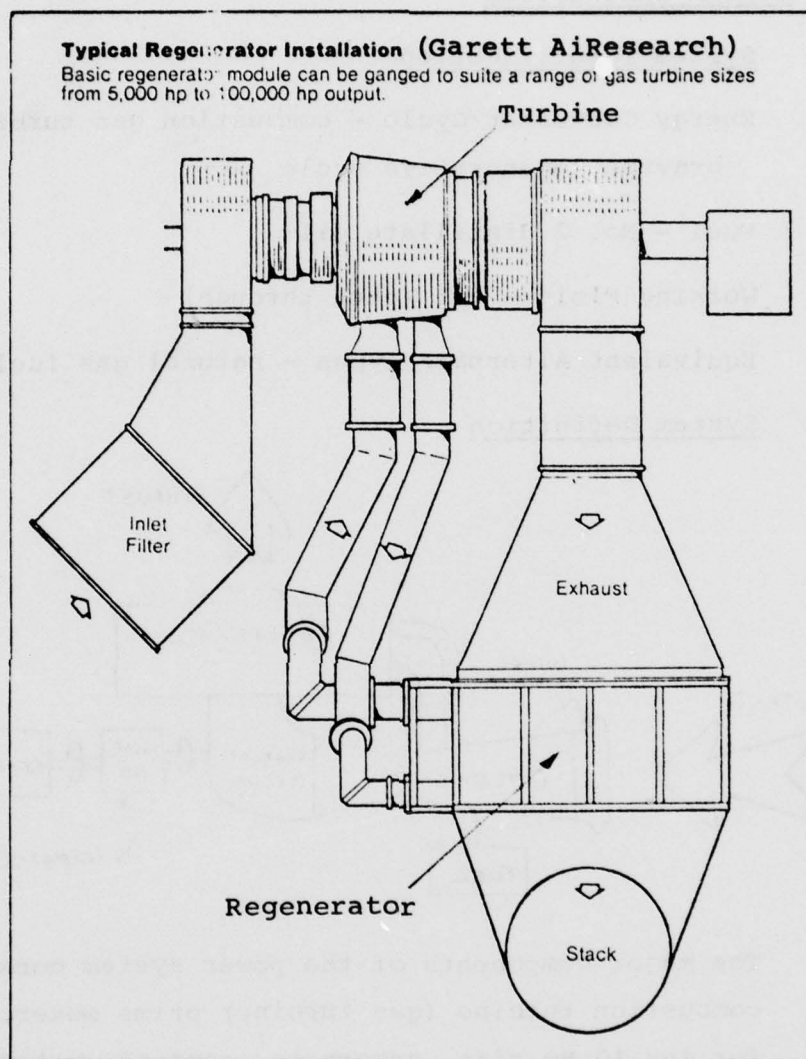 Typical Regenerator Installation (Garett AiResearch)
Basic regenerator module can be ganged to suite a range of gas turbine sizes
from 5,000 hp to 100,000 hp output.
Turbine
Inlet
Filter
Exhaust
Regenerator
Stack